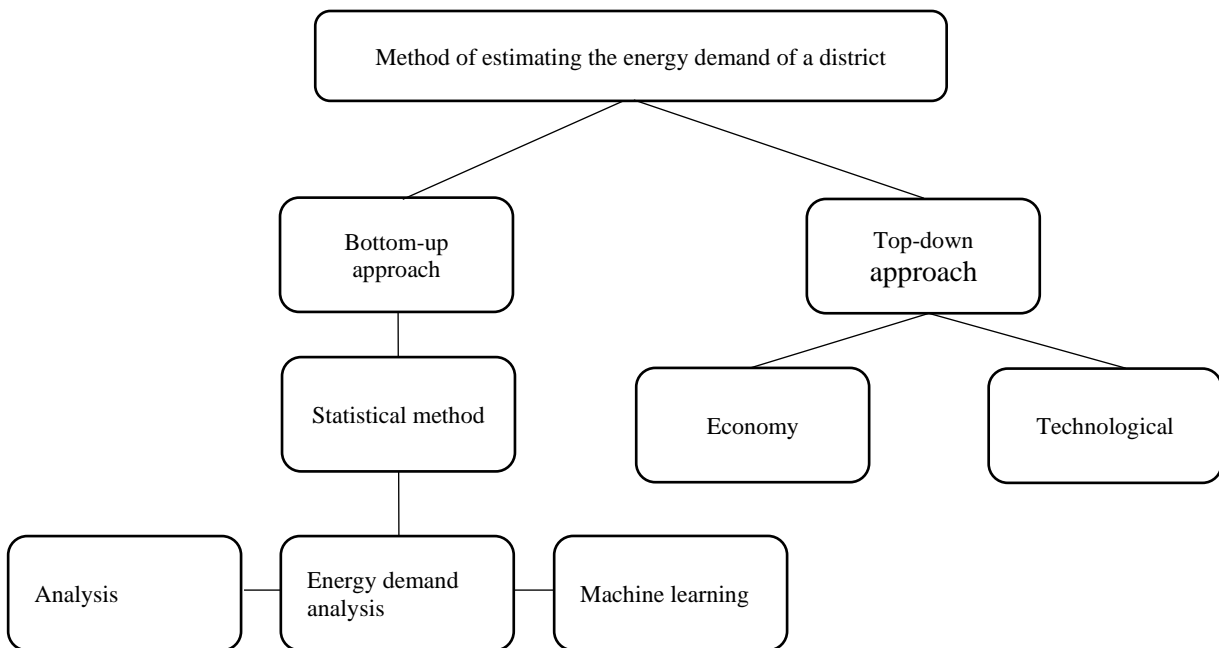 Method of estimating the energy demand of a district
Bottom-up
approach
Top-down
approach
Statistical method
Economy
Technological
Analysis
Energy demand
analysis
Machine learning